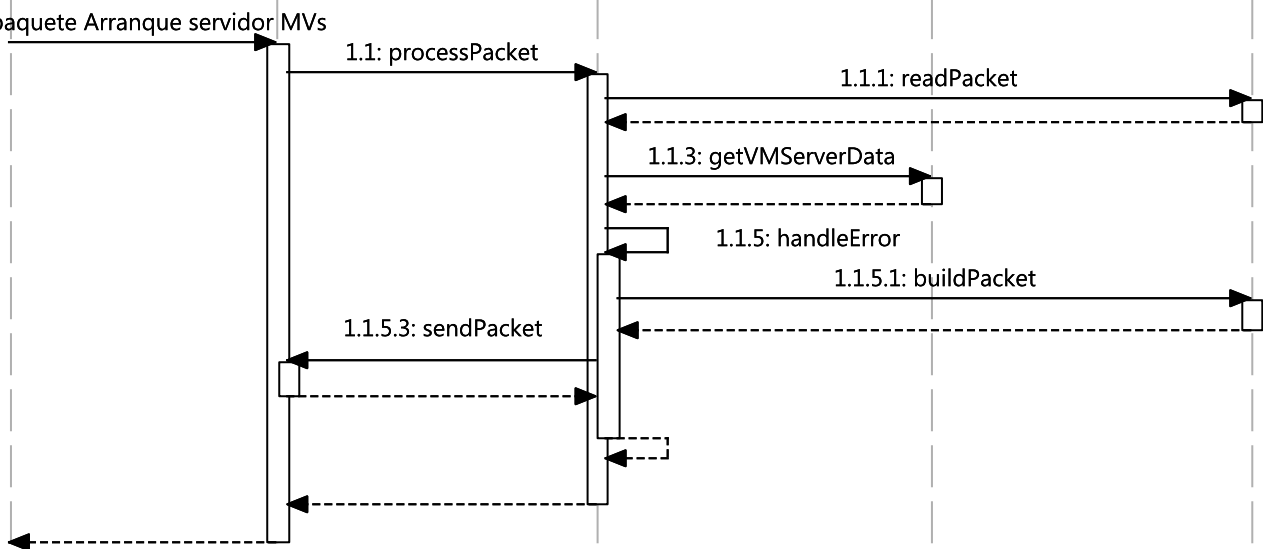 Arranque servidor MVs
1.1: processPacket
1.1.1: readPacket
1.1.3: getVMServerData
1.1.5: handleError
1.1.5.1: buildPacket
1.1.5.3: sendPacket